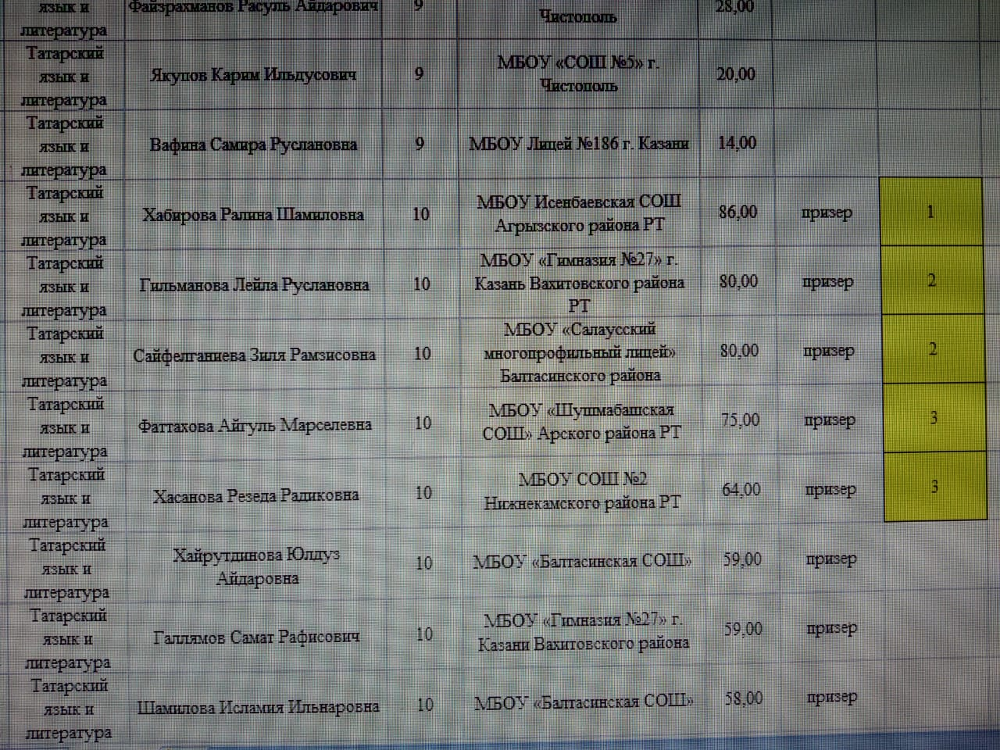 язык и
литература
Файзрахманов Расуль Айдарович
9
Чистополь
28,00
Татарский
язык и
литература
Якупов Карим Ильдусович
9
МБОУ «СОШ №5» г.
Чистополь
20,00
Татарский
язык и
литература
Вафина Самира Руслановна
9
МБОУ Лицей №186 г. Казани
14,00
Татарский
язык и
литература
Хабирова Ралина Шамиловна
10
МБОУ Исенбаевская СОШ
Агрызского района РТ
86,00
призер
1
Татарский
язык и
литература
Гильманова Лейла Руслановна
10
МБОУ «Гимназия №27» г.
Казань Вахитовского района
РТ
80,00
призер
2
Татарский
язык и
литература
Сайфелганиева Зиля Рамзисовна
10
МБОУ «Салаусский
многопрофильный лицей»
Балтасинского района
80,00
призер
2
Татарский
язык и
литература
Фаттахова Айгуль Марселевна
10
МБОУ «Шушмабашская
СОШ» Арского района РТ
75,00
призер
3
Татарский
язык и
литература
Хасанова Резеда Радиковна
10
МБОУ СОШ №2
Нижнекамского района РТ
64,00
призер
3
Татарский
язык и
литература
Хайрутдинова Юлдуз
Айдаровна
10
МБОУ «Балтасинская СОШ»
59,00
призер
Татарский
язык и
литература
Галлямов Самат Рафисович
10
МБОУ «Гимназия №27» г.
Казани Вахитовского района
59,00
призер
Татарский
язык и
литература
Шамилова Исламия Ильнаровна
10
МБОУ «Балтасинская СОШ»
58,00
призер